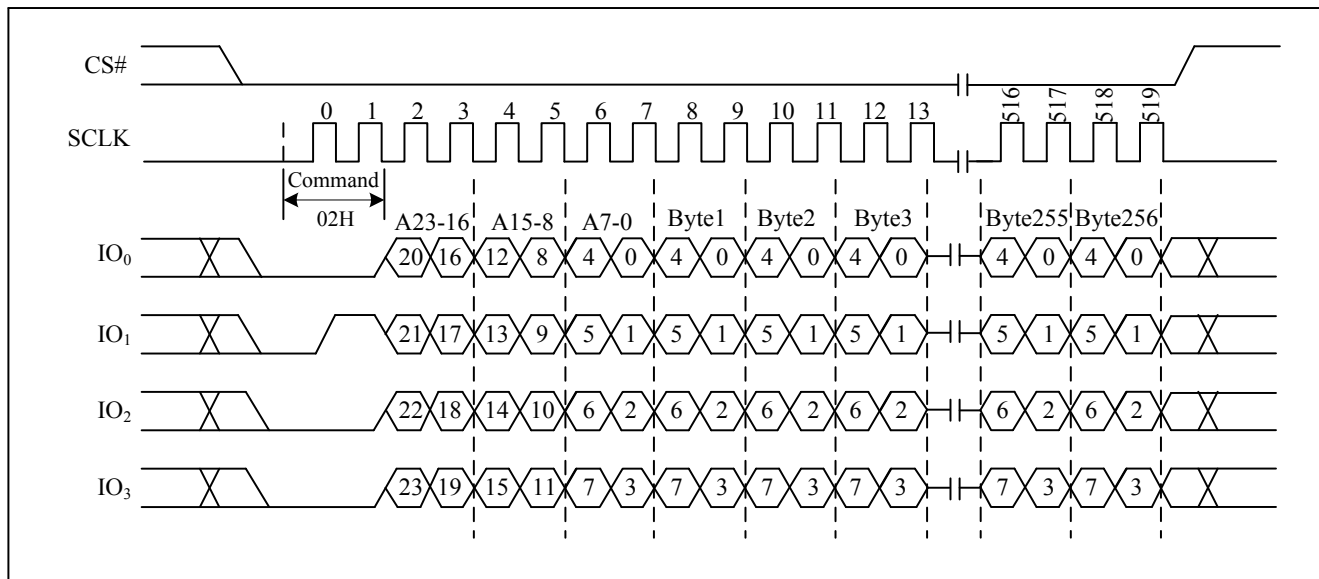 CS#
516 517 518 519
0 1 2 3 4 5 6 7 8 9 10 11 12 13
SCLK
Command
02H
A23-16 A15-8 A7-0 Byte1 Byte2 Byte3 Byte255 Byte256
IO0 20 16 12 8 4 0 4 0 4 0 4 0 4 0 4 0
IO1 21 17 13 9 5 1 5 1 5 1 5 1 5 1 5 1
IO2 22 18 14 10 6 2 6 2 6 2 6 2 6 2 6 2
IO3 23 19 15 11 7 3 7 3 7 3 7 3 7 3 7 3